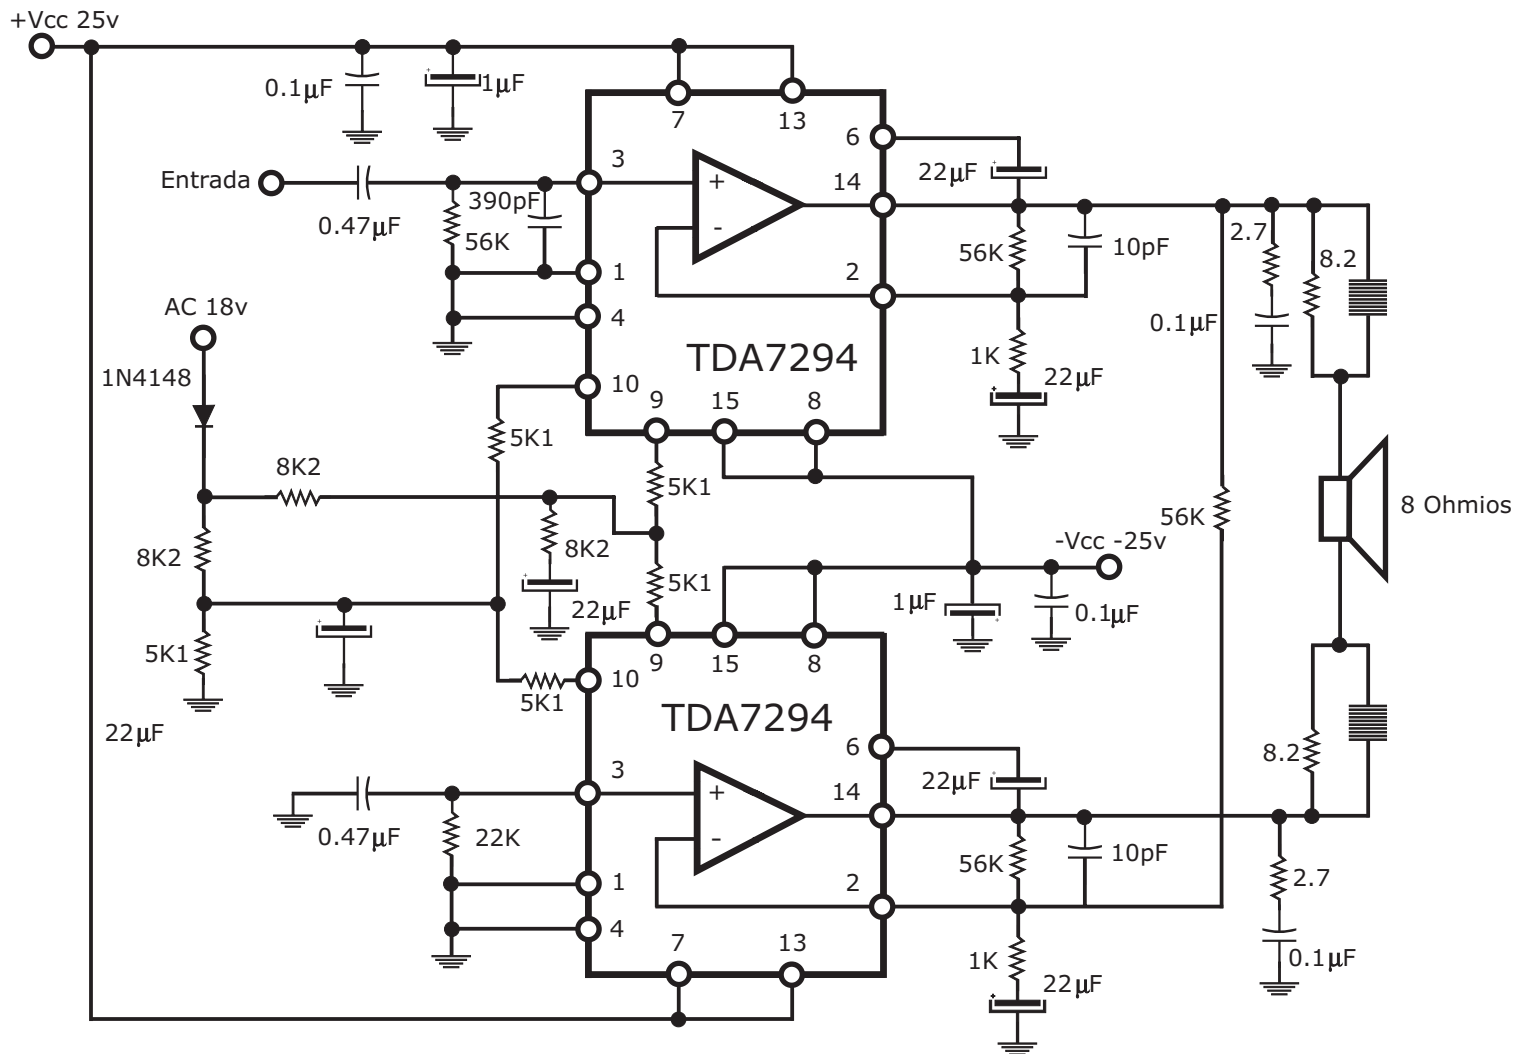 +Vcc 25v
0.1µF
1µF
7
13
6
3
14
22µF
Entrada
390pF
+
0.47µF
56K
-
2.7
8.2
56K
10pF
1
2
AC 18v
4
0.1µF
TDA7294
1K
1N4148
10
9
15
8
22µF
5K1
8K2
5K1
8 Ohmios
56K
-Vcc -25v
8K2
8K2
5K1
1µF
0.1µF
22µF
5K1
9
15
8
10
5K1
TDA7294
22µF
6
8.2
3
22µF
+
14
0.47µF
22K
-
56K
10pF
1
2
2.7
4
7
13
1K
0.1µF
22µF